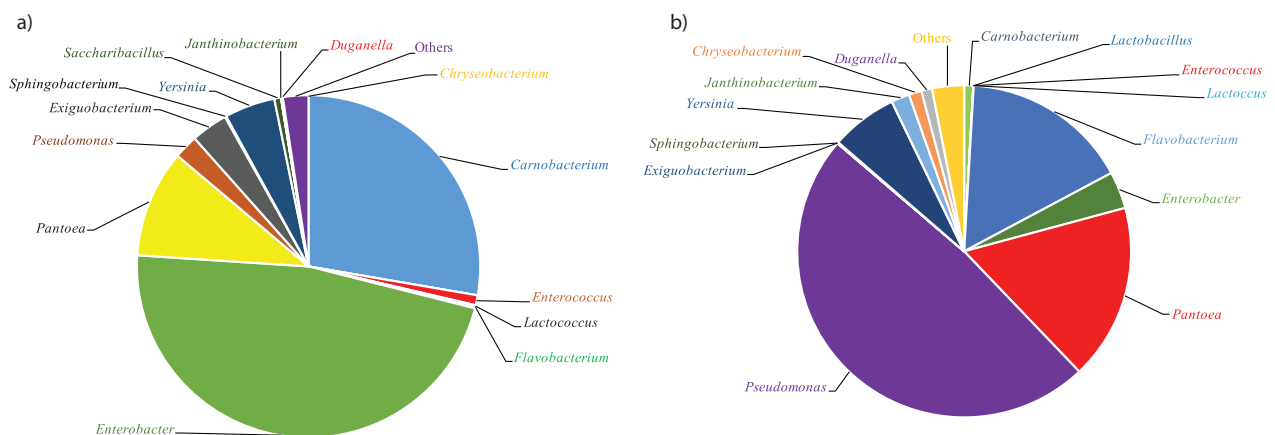 a)
Janthinobacterium
Duganella
Others
Saccharibacillus
Chryseobacterium
Sphingobacterium
Yersinia
Exiguobacterium
Pseudomonas
Carnobacterium
Pantoea
Enterococcus
Lactococcus
Flavobacterium
Enterobacter
b)
Others
Carnobacterium
Lactobacillus
Chryseobacterium
Duganella
Enterococcus
Janthinobacterium
Lactoccus
Yersinia
Flavobacterium
Sphingobacterium
Exiguobacterium
Enterobacter
Pantoea
Pseudomonas